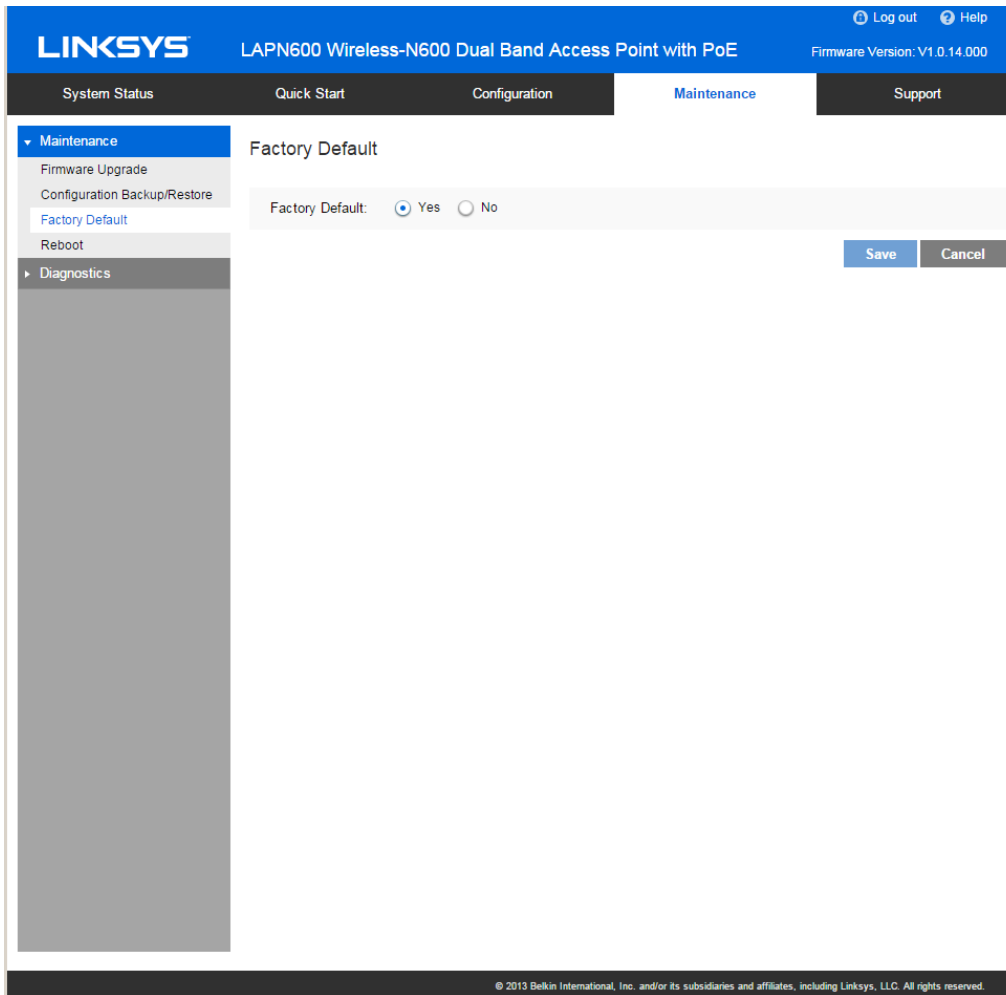 Log out Help
LINKSYS LAPN600 Wireless-N600 Dual Band Access Point with PoE Firmware Version: V1.0.14.000
System Status Quick Start Configuration Maintenance Support
Maintenance
Firmware Upgrade
Configuration Backup/Restore
Factory Default
Reboot
Diagnostics
Factory Default
Factory Default: Yes No
Save Cancel
© 2013 Belkin International, Inc. and/or its subsidiaries and affiliates, including Linksys, LLC. All rights reserved.